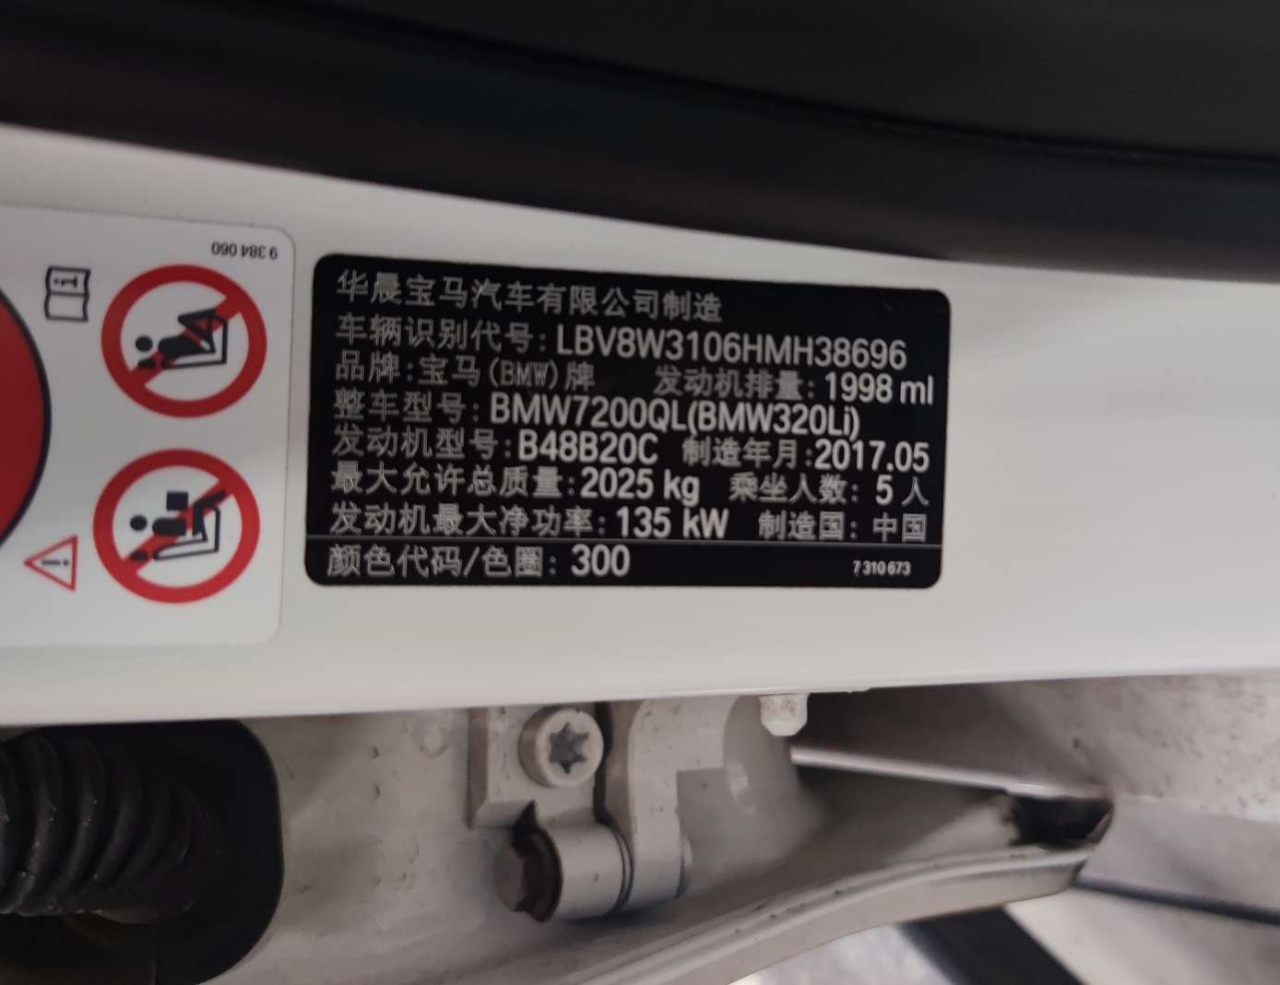 9 384 060
华晨宝马汽车有限公司制造
车辆识别代号: LBV8W3106HMH38696
品牌:宝马(BMW)牌 发动机排量: 1998 ml
整车型号: BMW7200QL(BMW320Li)
发动机型号: B48B20C 制造年月:2017.05
最大允许总质量: 2025 kg 乘坐人数: 5 人
发动机最大净功率: 135 kW 制造国: 中国
颜色代码/色圈: 300 7 310 673